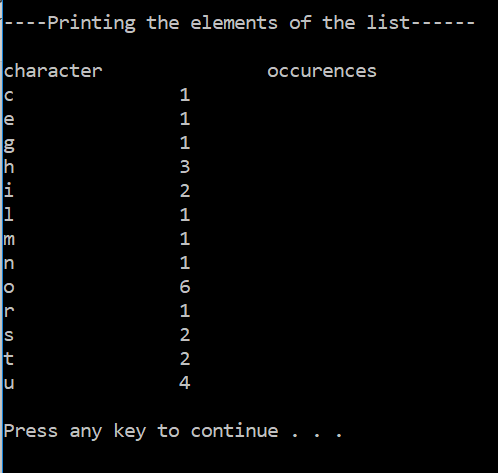 ----Printing the elements of the list------
character occurences
c 1
e 1
g 1
h 3
i 2
l 1
m 1
n 1
o 6
r 1
s 2
t 2
u 4
Press any key to continue . . .